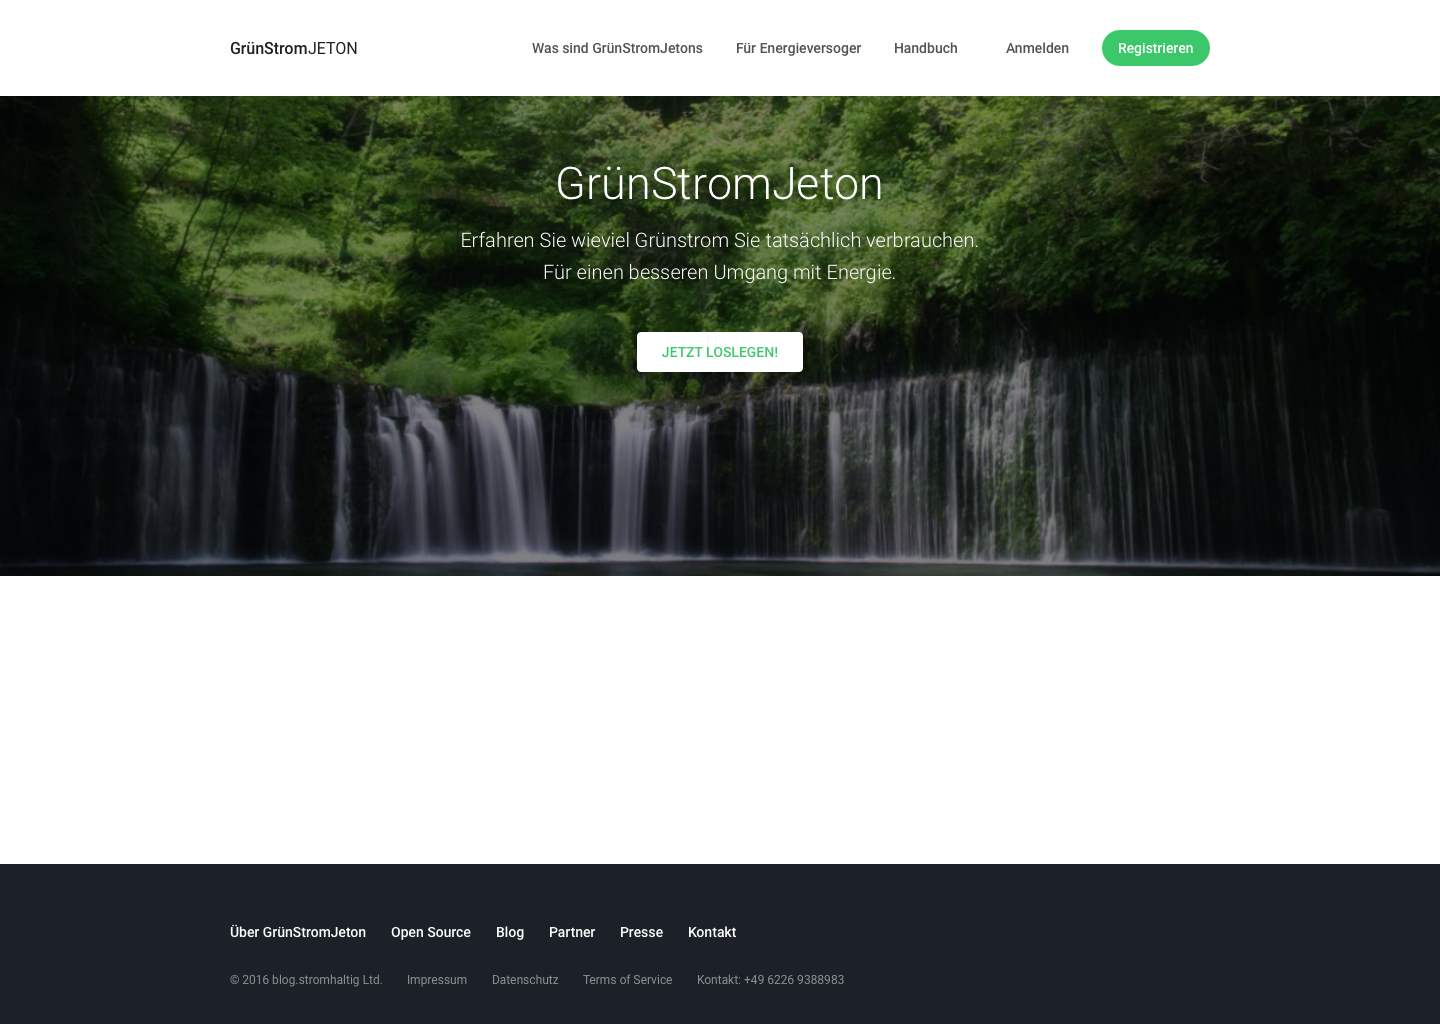 GrünStromJETON
Was sind GrünStromJetons Für Energieversoger Handbuch Anmelden Registrieren
GrünStromJeton
Erfahren Sie wieviel Grünstrom Sie tatsächlich verbrauchen.
Für einen besseren Umgang mit Energie.
JETZT LOSLEGEN!
Über GrünStromJeton Open Source Blog Partner Presse Kontakt
© 2016 blog.stromhaltig Ltd. Impressum Datenschutz Terms of Service Kontakt: +49 6226 9388983